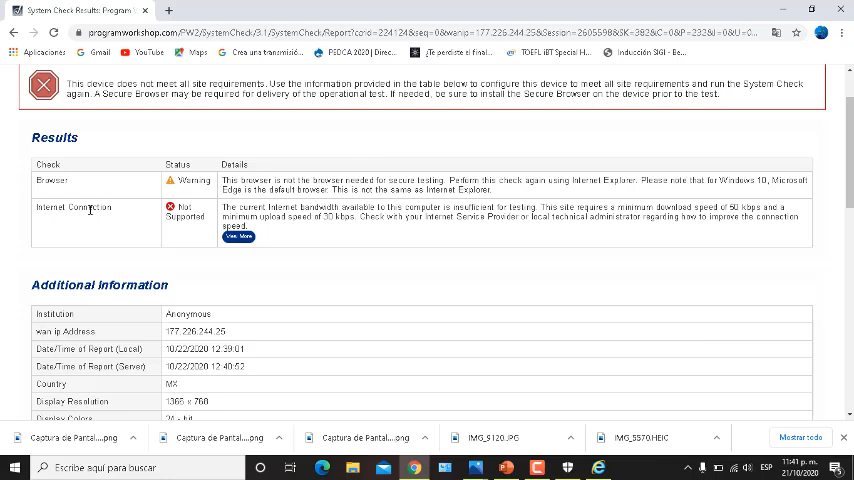 System Check Results: Program V
programworkshop.com/PW2/SystemCheck/3.1/SystemCheck/Report?ccrid=224124&seq=0&wanip=177.226.244.25&Session=2605598&SK=382&C=0&P=232&I=0&U=0...
Aplicaciones Gmail YouTube Maps Crea una transmisió... PEDCA 2020 | Direc... ¿Te perdiste el final... TOEFL iBT Special H... Inducción SIGI - Be...
This device does not meet all site requirements. Use the information provided in the table below to configure this device to meet all site requirements and run the System Check
again. A Secure Browser may be required for delivery of the operational test. If needed, be sure to install the Secure Browser on the device prior to the test.
Results
Check Status Details
Browser Warning This browser is not the browser needed for secure testing. Perform this check again using Internet Explorer. Please note that for Windows 10, Microsoft
Edge is the default browser. This is not the same as Internet Explorer.
Internet Connection Not The current Internet bandwidth available to this computer is insufficient for testing. This site requires a minimum download speed of 50 kbps and a
Supported minimum upload speed of 30 kbps. Check with your Internet Service Provider or local technical administrator regarding how to improve the connection
speed.
View More
Additional Information
Institution Anonymous
wan ip Address 177.226.244.25
Date/Time of Report (Local) 10/22/2020 12:39:01
Date/Time of Report (Server) 10/22/2020 12:40:52
Country MX
Display Resolution 1366 x 768
Display Colors 24 - bit
Captura de Pantal....png Captura de Pantal....png Captura de Pantal....png IMG_9120.JPG IMG_5570.HEIC Mostrar todo
Escribe aquí para buscar ESP 11:41 p. m.
21/10/2020